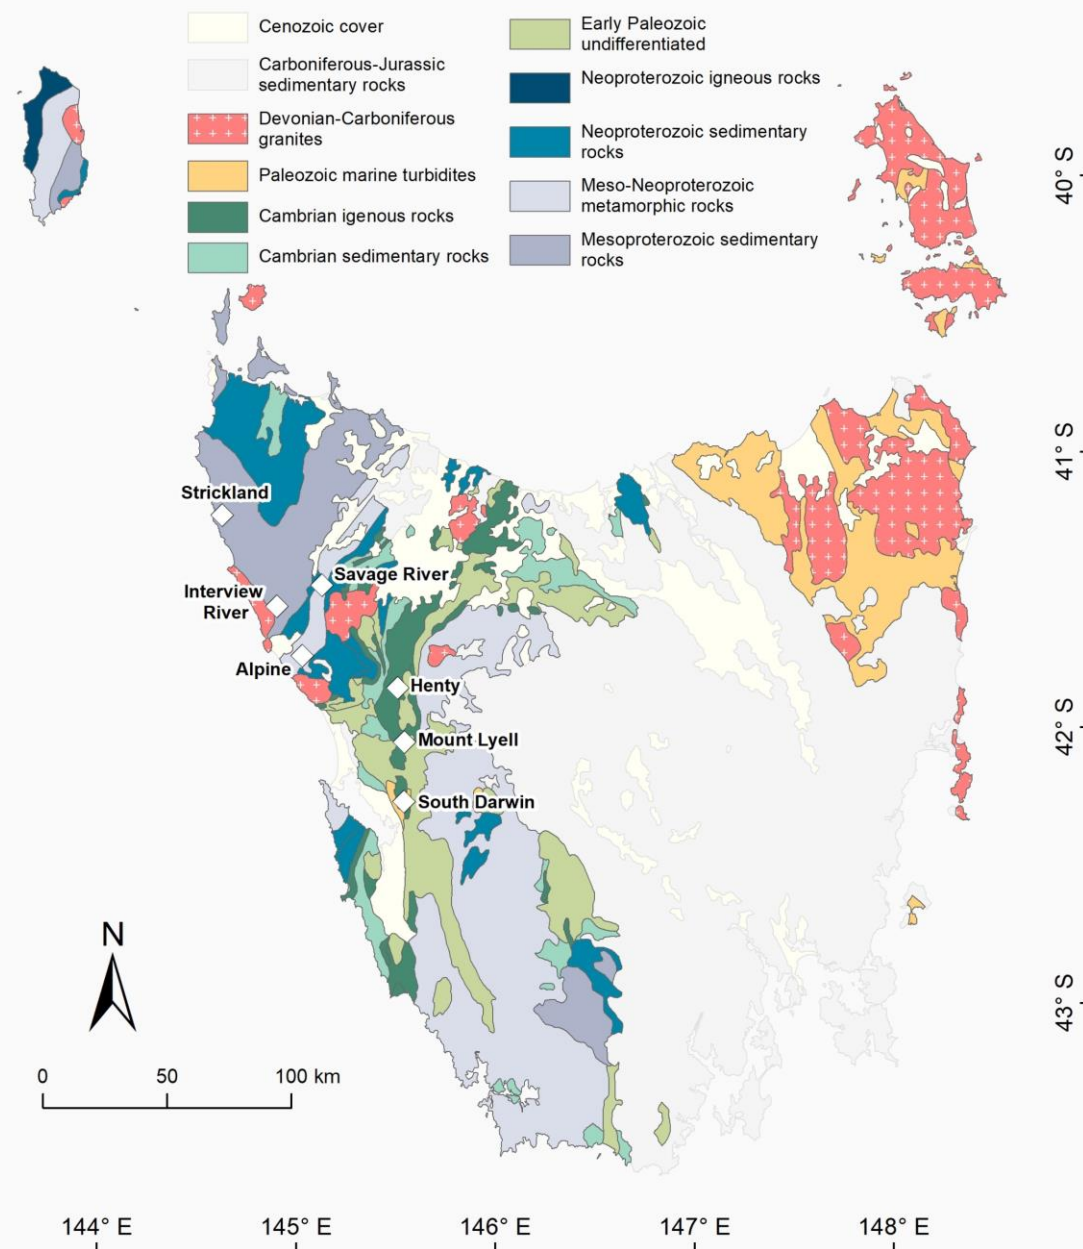 Cenozoic cover
Carboniferous-Jurassic
sedimentary rocks
Devonian-Carboniferous
granites
Paleozoic marine turbidites
Cambrian igenous rocks
Cambrian sedimentary rocks
Early Paleozoic
undifferentiated
Neoproterozoic igneous rocks
Neoproterozoic sedimentary
rocks
Meso-Neoproterozoic
metamorphic rocks
Mesoproterozoic sedimentary
rocks
40° S
41° S
42° S
43° S
Strickland
Savage River
Interview
River
Alpine
Henty
Mount Lyell
South Darwin
N
0 50 100 km
144° E 145° E 146° E 147° E 148° E